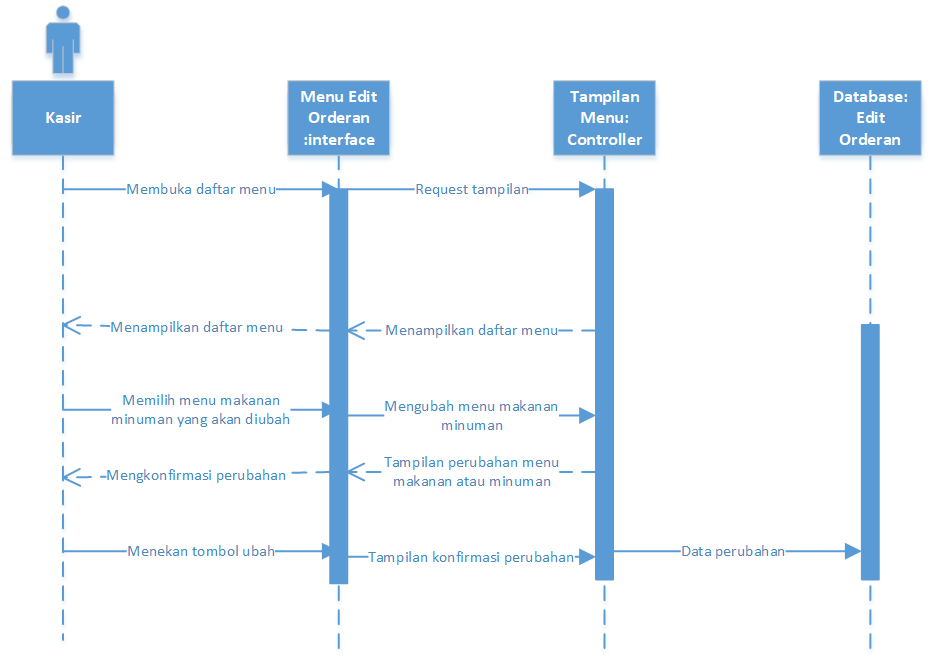 Kasir
Menu Edit
Orderan
:interface
Tampilan
Menu:
Controller
Database:
Edit
Orderan
Membuka daftar menu
Request tampilan
Menampilkan daftar menu
Menampilkan daftar menu
Memilih menu makanan
minuman yang akan diubah
Mengubah menu makanan
minuman
Mengkonfirmasi perubahan
Tampilan perubahan menu
makanan atau minuman
Menekan tombol ubah
Tampilan konfirmasi perubahan
Data perubahan